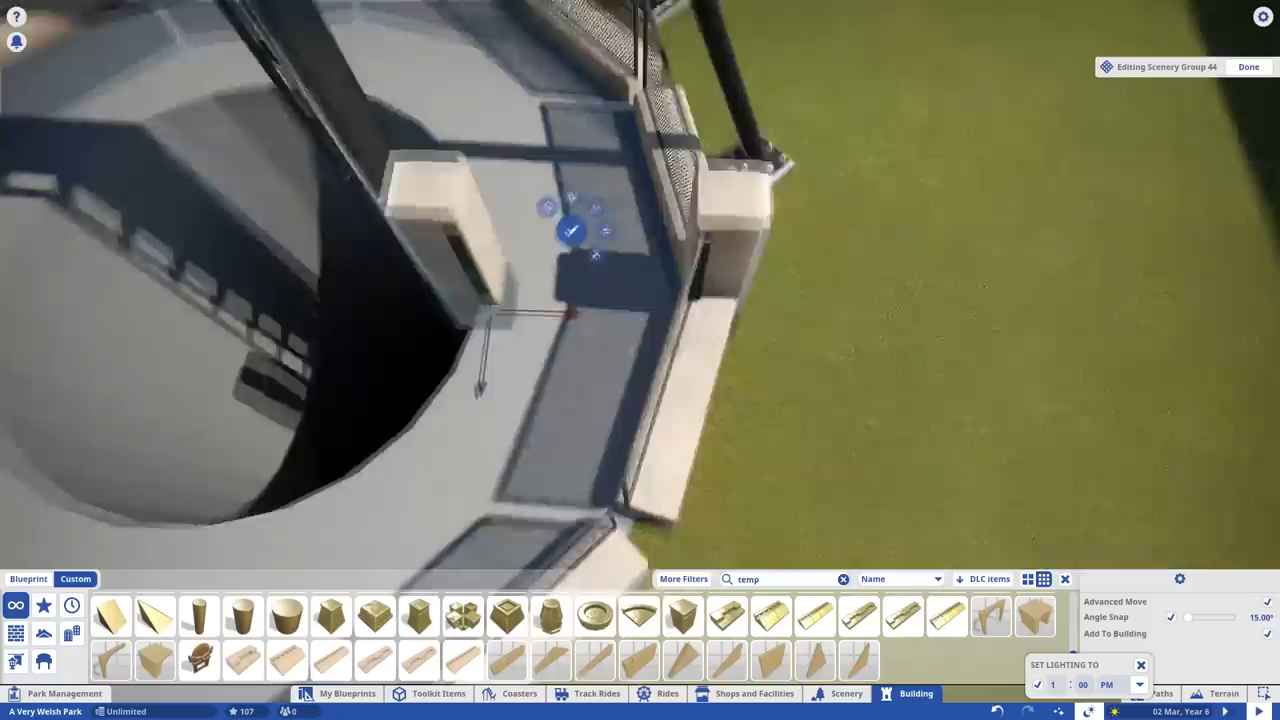 ?
Editing Scenery Group 44 Done
Blueprint Custom More Filters temp Name DLC items
Advanced Move
Angle Snap 15.00°
Add To Building
SET LIGHTING TO
1 : 00 PM
Park Management My Blueprints Toolkit Items Coasters Track Rides Rides Shops and Facilities Scenery Building Paths Terrain
A Very Welsh Park Unlimited 107 0 02 Mar, Year 6